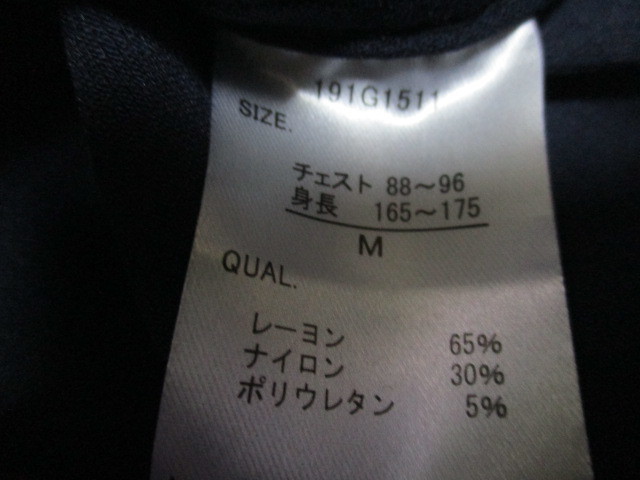 191G1511
SIZE.
チェスト 88～96
身長 165～175
M
QUAL.
レーヨン 65%
ナイロン 30%
ポリウレタン 5%